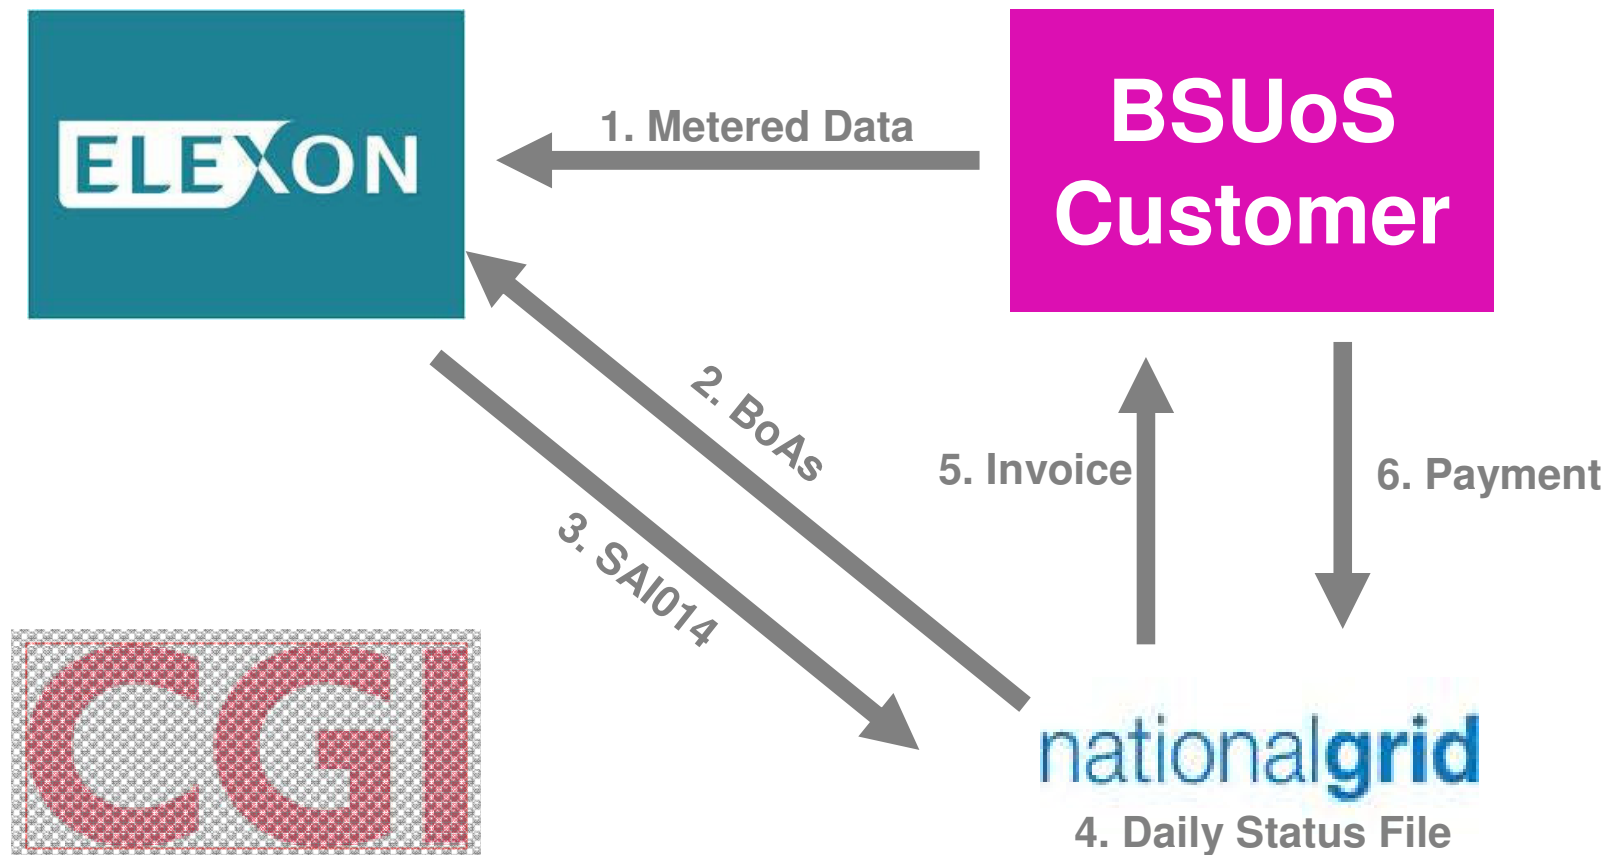 ELEXON
1. Metered Data
BSUoS
Customer
2. BoAs
3. SAI014
5. Invoice
6. Payment
CGI
nationalgrid
4. Daily Status File